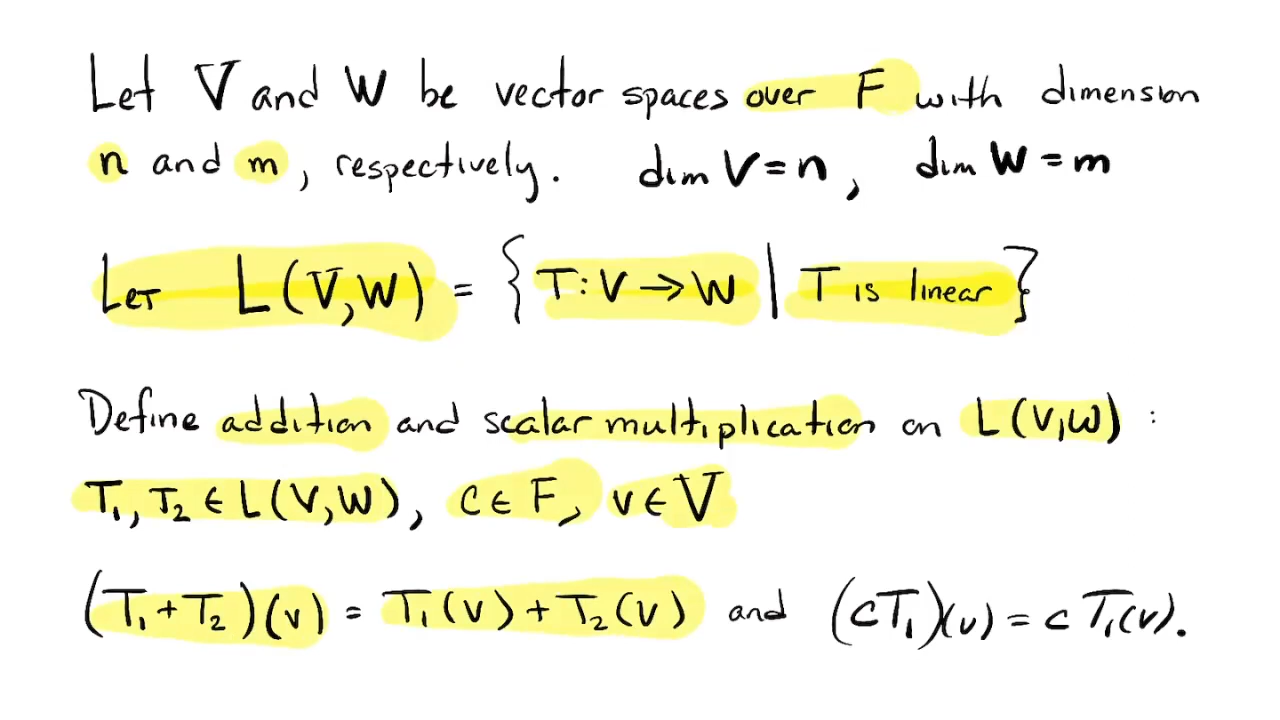 Let V and W be vector spaces over F with dimension
n and m, respectively. dim V = n, dim W = m
Let L(V,W) = { T: V → W | T is linear }
Define addition and scalar multiplication on L(V,W) :
T₁, T₂ ∈ L(V,W), c ∈ F, v ∈ V
(T₁ + T₂)(v) = T₁(v) + T₂(v) and (cT₁)(v) = c T₁(v).